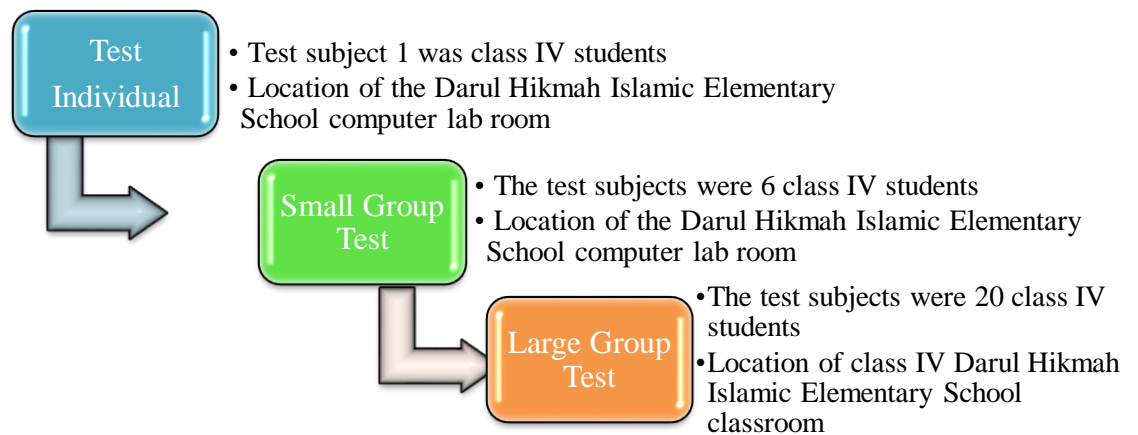 Test
Individual
• Test subject 1 was class IV students
• Location of the Darul Hikmah Islamic Elementary
School computer lab room
Small Group
Test
• The test subjects were 6 class IV students
• Location of the Darul Hikmah Islamic Elementary
School computer lab room
Large Group
Test
•The test subjects were 20 class IV
students
•Location of class IV Darul Hikmah
Islamic Elementary School
classroom